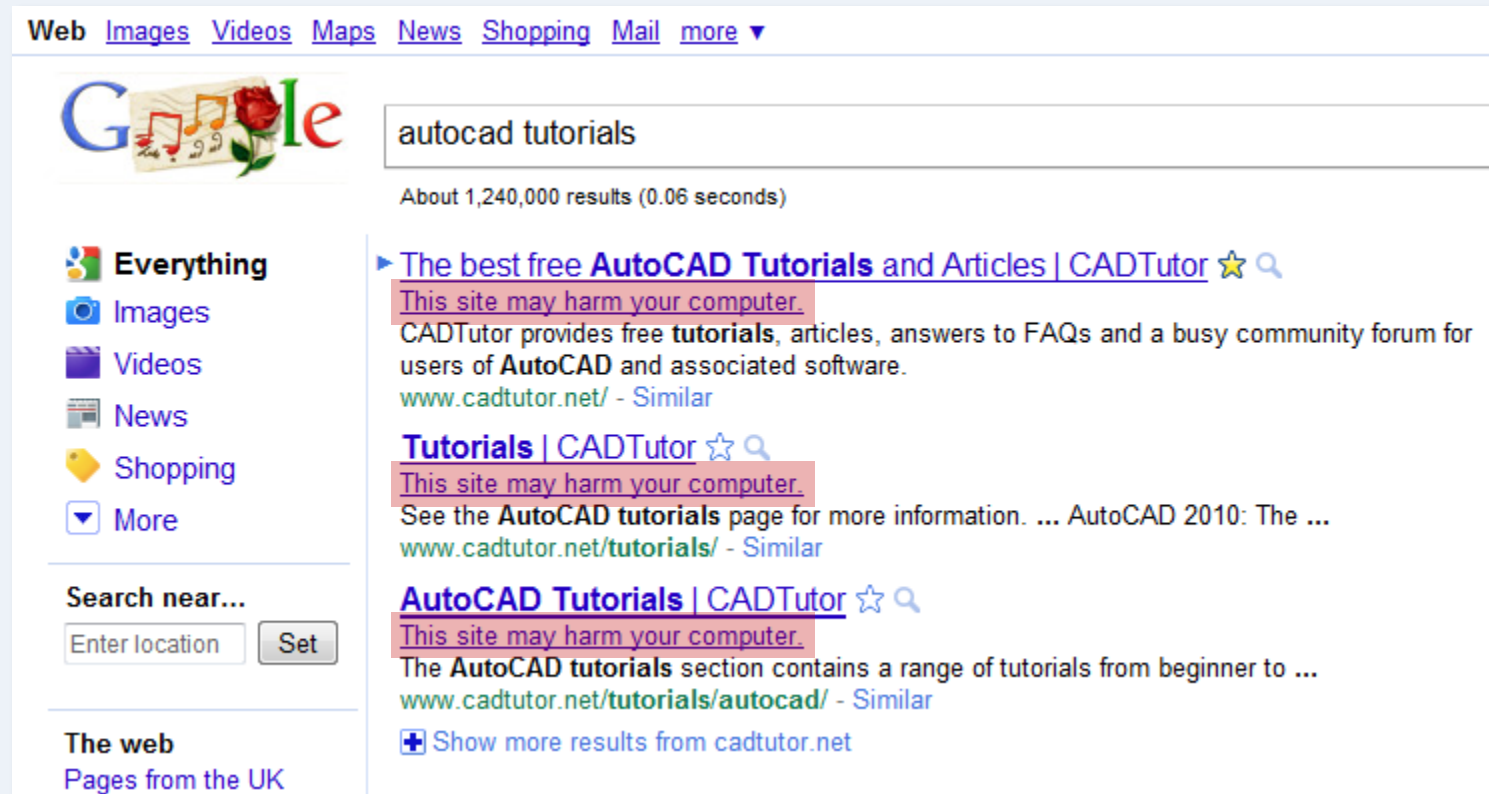 Web Images Videos Maps News Shopping Mail more ▼
Google
autocad tutorials
About 1,240,000 results (0.06 seconds)
Everything
Images
Videos
News
Shopping
More
Search near...
Enter location Set
The web
Pages from the UK
The best free AutoCAD Tutorials and Articles | CADTutor
This site may harm your computer.
CADTutor provides free tutorials, articles, answers to FAQs and a busy community forum for
users of AutoCAD and associated software.
www.cadtutor.net/ - Similar
Tutorials | CADTutor
This site may harm your computer.
See the AutoCAD tutorials page for more information. ... AutoCAD 2010: The ...
www.cadtutor.net/tutorials/ - Similar
AutoCAD Tutorials | CADTutor
This site may harm your computer.
The AutoCAD tutorials section contains a range of tutorials from beginner to ...
www.cadtutor.net/tutorials/autocad/ - Similar
Show more results from cadtutor.net